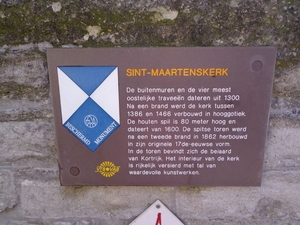 SINT-MAARTENSKERK
De buitenmuren en de vier meest
oostelijke traveeën dateren uit 1300.
Na een brand werd de kerk tussen
1386 en 1466 verbouwd in hooggotiek.
De houten spil is 80 meter hoog en
dateert van 1600. De spitse toren werd
na een tweede brand in 1862 herbouwd
in zijn originele 17de-eeuwse vorm.
In de toren bevindt zich de beiaard
van Kortrijk. Het interieur van de kerk
is rijkelijk versierd met tal van
waardevolle kunstwerken.
BESCHERMD MONUMENT